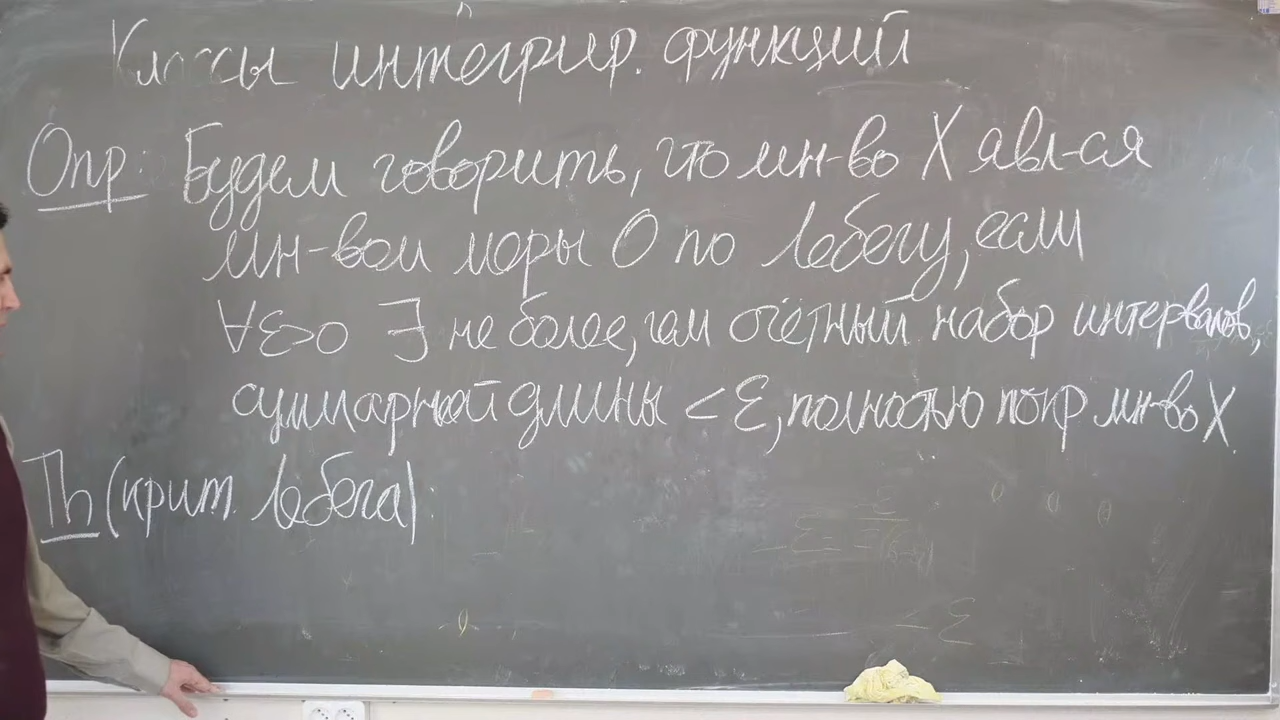 Классы интегрир. функций
Опр: Будем говорить, что мн-во X явл-ся
мн-вом меры 0 по Лебегу, если
∀ε>0 ∃ не более, чем счётный набор интервалов,
суммарной длины < ε, полностью покр мн-во X.
Th (крит. Лебега)